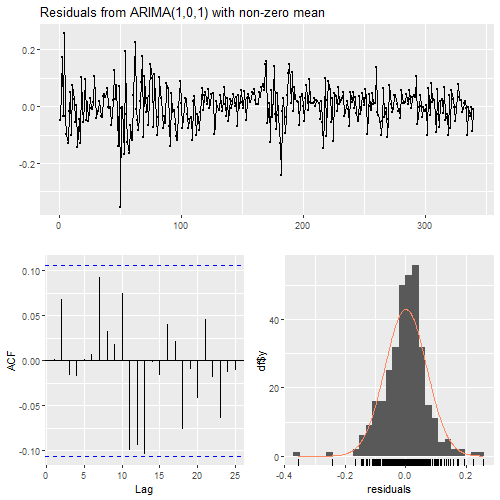 Residuals from ARIMA(1,0,1) with non-zero mean
0.2
0.0
-0.2
0 100 200 300
0.10
0.05
0.00
-0.05
-0.10
ACF
0 5 10 15 20 25
Lag
40
20
0
df$y
-0.4 -0.2 0.0 0.2
residuals